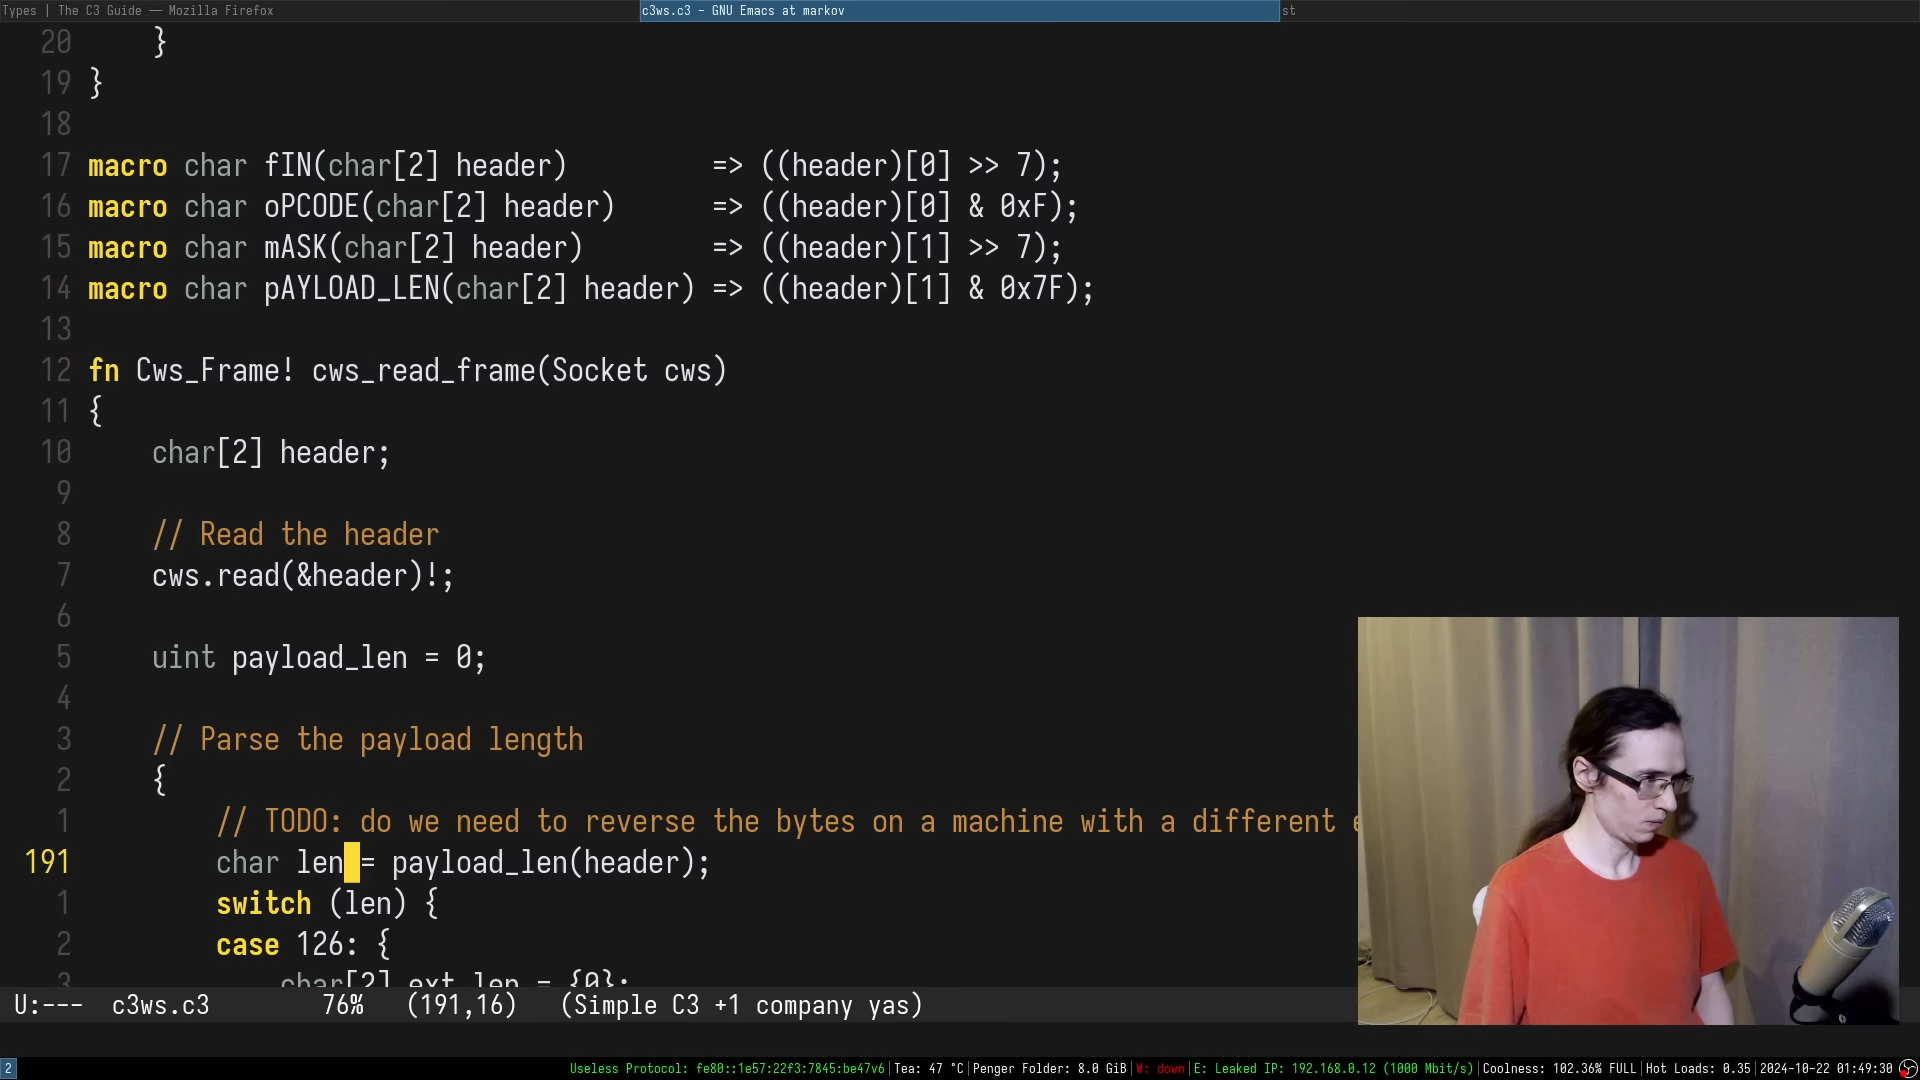 Types | The C3 Guide — Mozilla Firefox
c3ws.c3 - GNU Emacs at markov
st
20 }
19 }
18
17 macro char fIN(char[2] header) => ((header)[0] >> 7);
16 macro char oPCODE(char[2] header) => ((header)[0] & 0xF);
15 macro char mASK(char[2] header) => ((header)[1] >> 7);
14 macro char pAYLOAD_LEN(char[2] header) => ((header)[1] & 0x7F);
13
12 fn Cws_Frame! cws_read_frame(Socket cws)
11 {
10 char[2] header;
9
8 // Read the header
7 cws.read(&header)!;
6
5 uint payload_len = 0;
4
3 // Parse the payload length
2 {
1 // TODO: do we need to reverse the bytes on a machine with a different
191 char len = payload_len(header);
1 switch (len) {
2 case 126: {
3 char[2] ext_len = {0};
U:--- c3ws.c3 76% (191,16) (Simple C3 +1 company yas)
2
Useless Protocol: fe80::1e57:22f3:7845:be47v6|Tea: 47 °C|Penger Folder: 8.0 GiB|W: down|E: Leaked IP: 192.168.0.12 (1000 Mbit/s)|Coolness: 102.36% FULL|Hot Loads: 0.35|2024-10-22 01:49:30